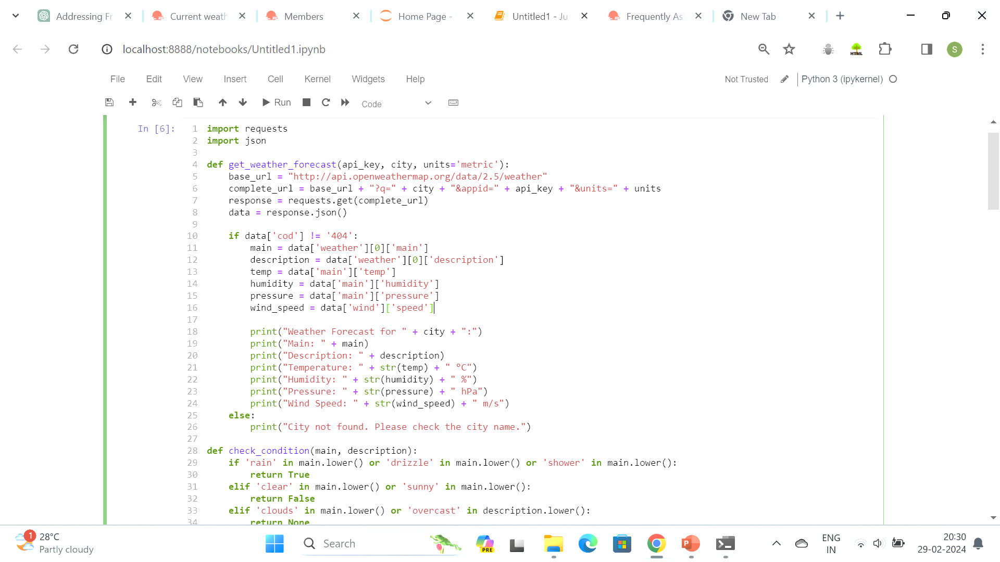 Addressing Fr
Current weath
Members
Home Page -
Untitled1 - Ju
Frequently As
New Tab
localhost:8888/notebooks/Untitled1.ipynb
HTML
S
File Edit View Insert Cell Kernel Widgets Help
Not Trusted
Python 3 (ipykernel)
Run
Code
In [6]:
1 import requests
2 import json
3
4 def get_weather_forecast(api_key, city, units='metric'):
5 base_url = "http://api.openweathermap.org/data/2.5/weather"
6 complete_url = base_url + "?q=" + city + "&appid=" + api_key + "&units=" + units
7 response = requests.get(complete_url)
8 data = response.json()
9
10 if data['cod'] != '404':
11 main = data['weather'][0]['main']
12 description = data['weather'][0]['description']
13 temp = data['main']['temp']
14 humidity = data['main']['humidity']
15 pressure = data['main']['pressure']
16 wind_speed = data['wind']['speed']
17
18 print("Weather Forecast for " + city + ":")
19 print("Main: " + main)
20 print("Description: " + description)
21 print("Temperature: " + str(temp) + " °C")
22 print("Humidity: " + str(humidity) + " %")
23 print("Pressure: " + str(pressure) + " hPa")
24 print("Wind Speed: " + str(wind_speed) + " m/s")
25 else:
26 print("City not found. Please check the city name.")
27
28 def check_condition(main, description):
29 if 'rain' in main.lower() or 'drizzle' in main.lower() or 'shower' in main.lower():
30 return True
31 elif 'clear' in main.lower() or 'sunny' in main.lower():
32 return False
33 elif 'clouds' in main.lower() or 'overcast' in description.lower():
34 return None
1
28°C
Partly cloudy
Search
PRE
P
ENG
IN
20:30
29-02-2024